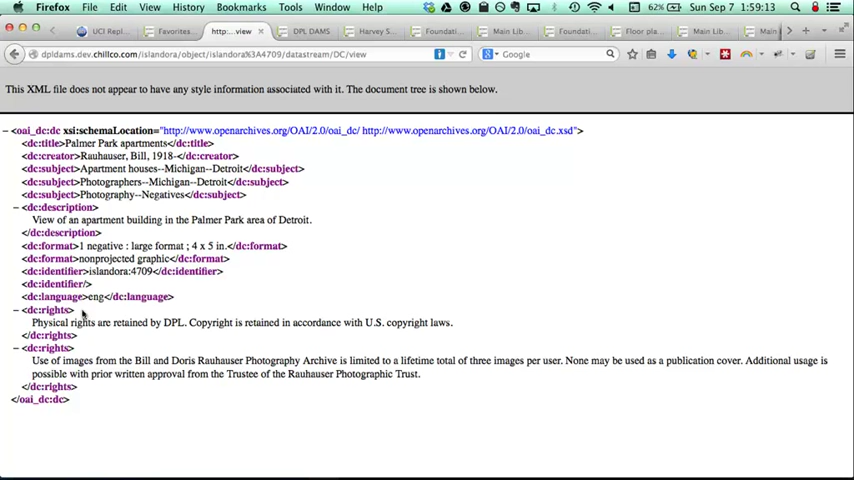 Firefox File Edit View History Bookmarks Tools Window Help 62% Sun Sep 7 1:59:13
http:...view
UCI Repl... Favorites... http:...view DPL DAMS Harvey S... Foundati... Main Lib... Foundati... Floor pla... Main Lib... Main
dpldams.dev.chillco.com/islandora/object/islandora%3A4709/datastream/DC/view Google
This XML file does not appear to have any style information associated with it. The document tree is shown below.
− <oai_dc:dc xsi:schemaLocation="http://www.openarchives.org/OAI/2.0/oai_dc/ http://www.openarchives.org/OAI/2.0/oai_dc.xsd">
<dc:title>Palmer Park apartments</dc:title>
<dc:creator>Rauhauser, Bill, 1918-</dc:creator>
<dc:subject>Apartment houses--Michigan--Detroit</dc:subject>
<dc:subject>Photographers--Michigan--Detroit</dc:subject>
<dc:subject>Photography--Negatives</dc:subject>
− <dc:description>
View of an apartment building in the Palmer Park area of Detroit.
</dc:description>
<dc:format>1 negative : large format ; 4 x 5 in.</dc:format>
<dc:format>nonprojected graphic</dc:format>
<dc:identifier>islandora:4709</dc:identifier>
<dc:identifier/>
<dc:language>eng</dc:language>
− <dc:rights>
Physical rights are retained by DPL. Copyright is retained in accordance with U.S. copyright laws.
</dc:rights>
− <dc:rights>
Use of images from the Bill and Doris Rauhauser Photography Archive is limited to a lifetime total of three images per user. None may be used as a publication cover. Additional usage is
possible with prior written approval from the Trustee of the Rauhauser Photographic Trust.
</dc:rights>
</oai_dc:dc>